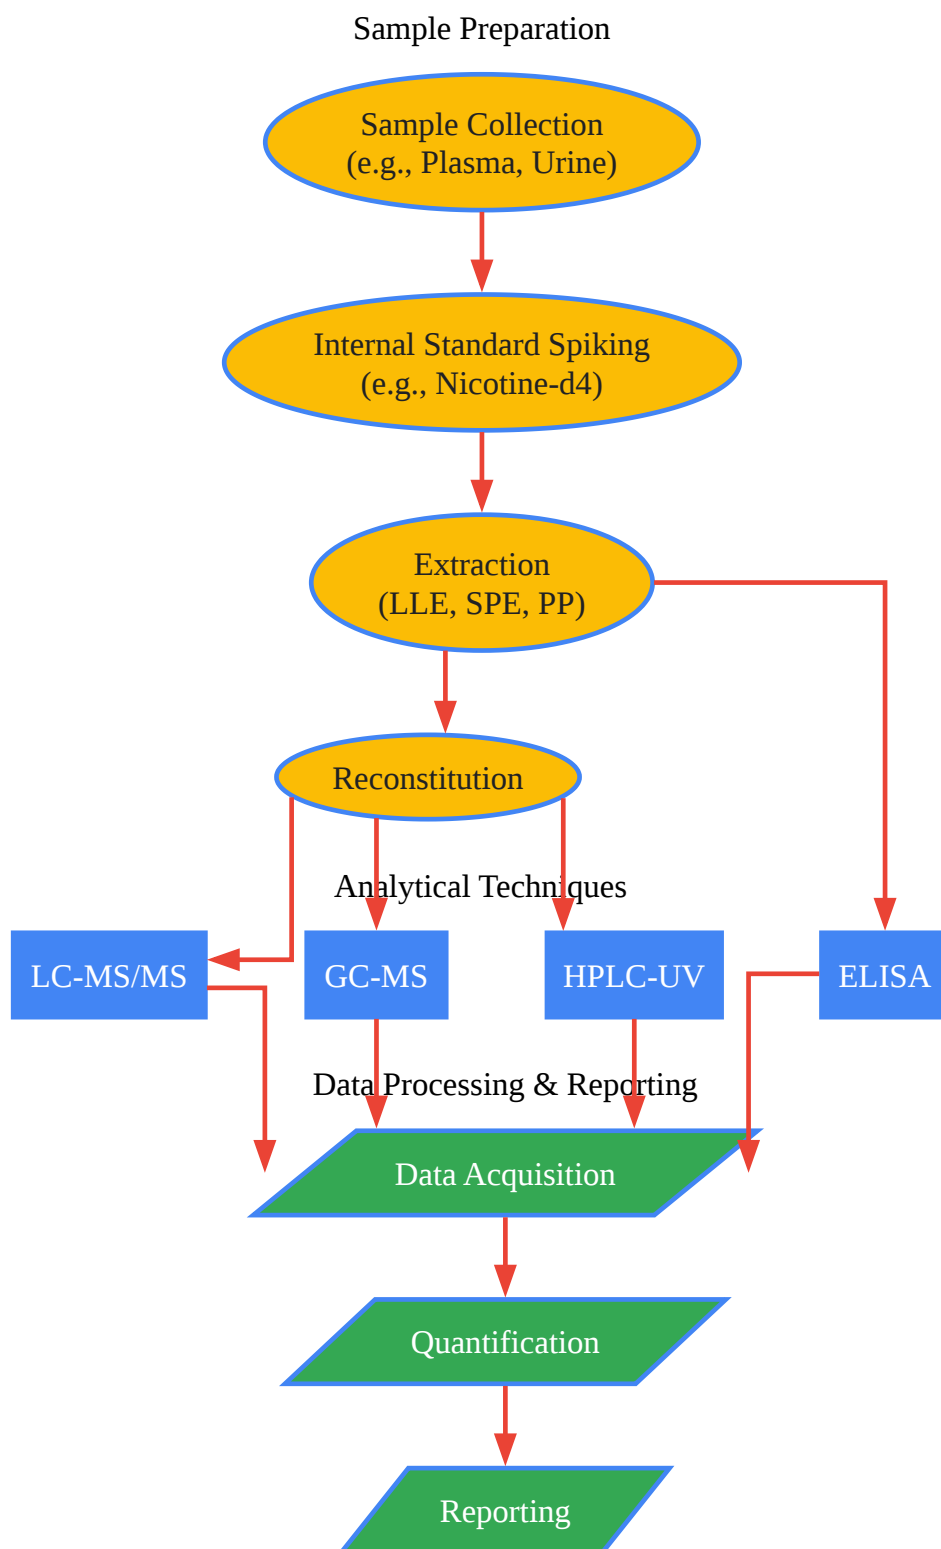 Sample Preparation
Sample Collection
(e.g., Plasma, Urine)
Internal Standard Spiking
(e.g., Nicotine-d4)
Extraction
(LLE, SPE, PP)
Reconstitution
Analytical Techniques
LC-MS/MS
GC-MS
HPLC-UV
ELISA
Data Processing & Reporting
Data Acquisition
Quantification
Reporting